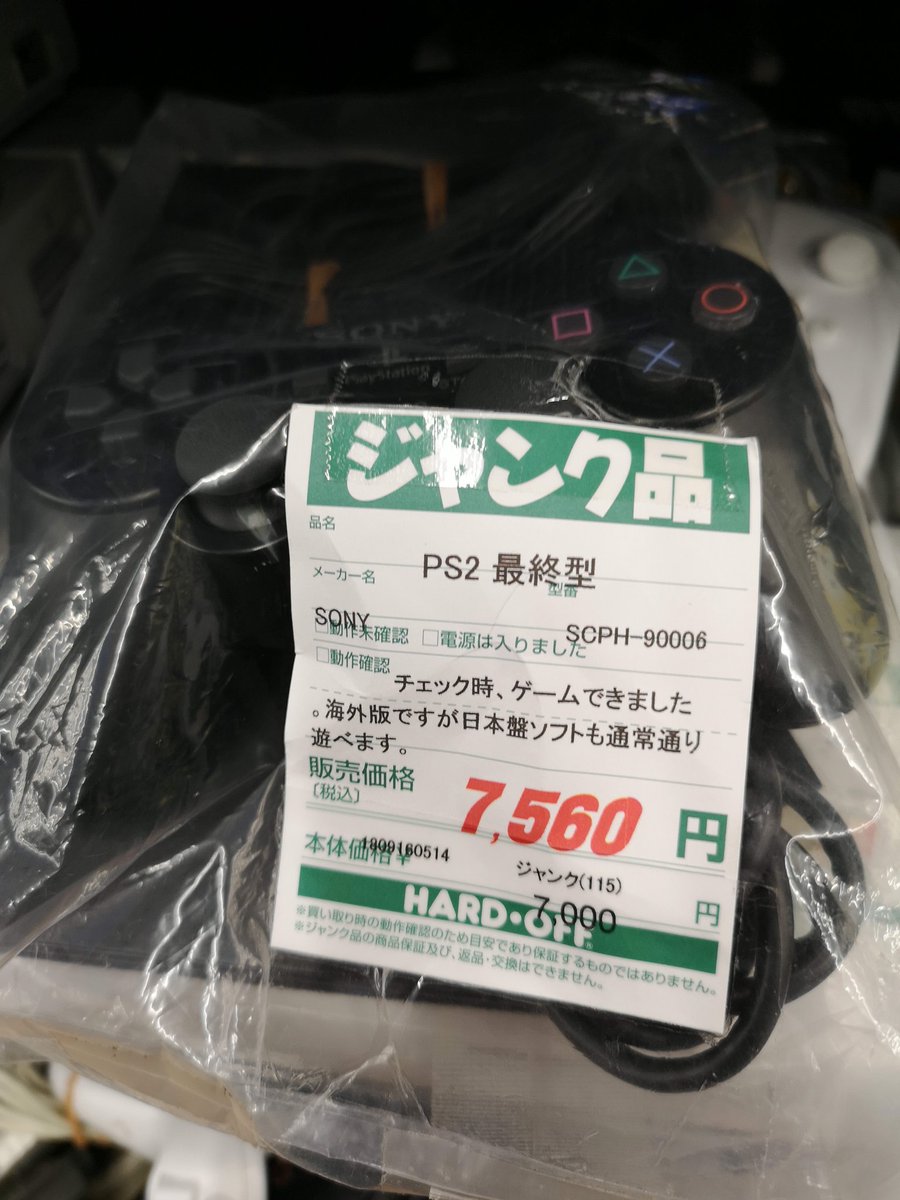 SONY
PlayStation
ジャンク品
品名
PS2 最終型
メーカー名
型番
SONY
SCPH-90006
□動作未確認 □電源は入りました
□動作確認
チェック時、ゲームできました
。海外版ですが日本盤ソフトも通常通り
遊べます。
販売価格
〔税込〕
7,560 円
本体価格¥
1809160514
ジャンク(115)
7,000 円
HARD・OFF®
※買い取り時の動作確認のため目安であり保証するものではありません。
※ジャンク品の商品保証及び、返品・交換はできません。